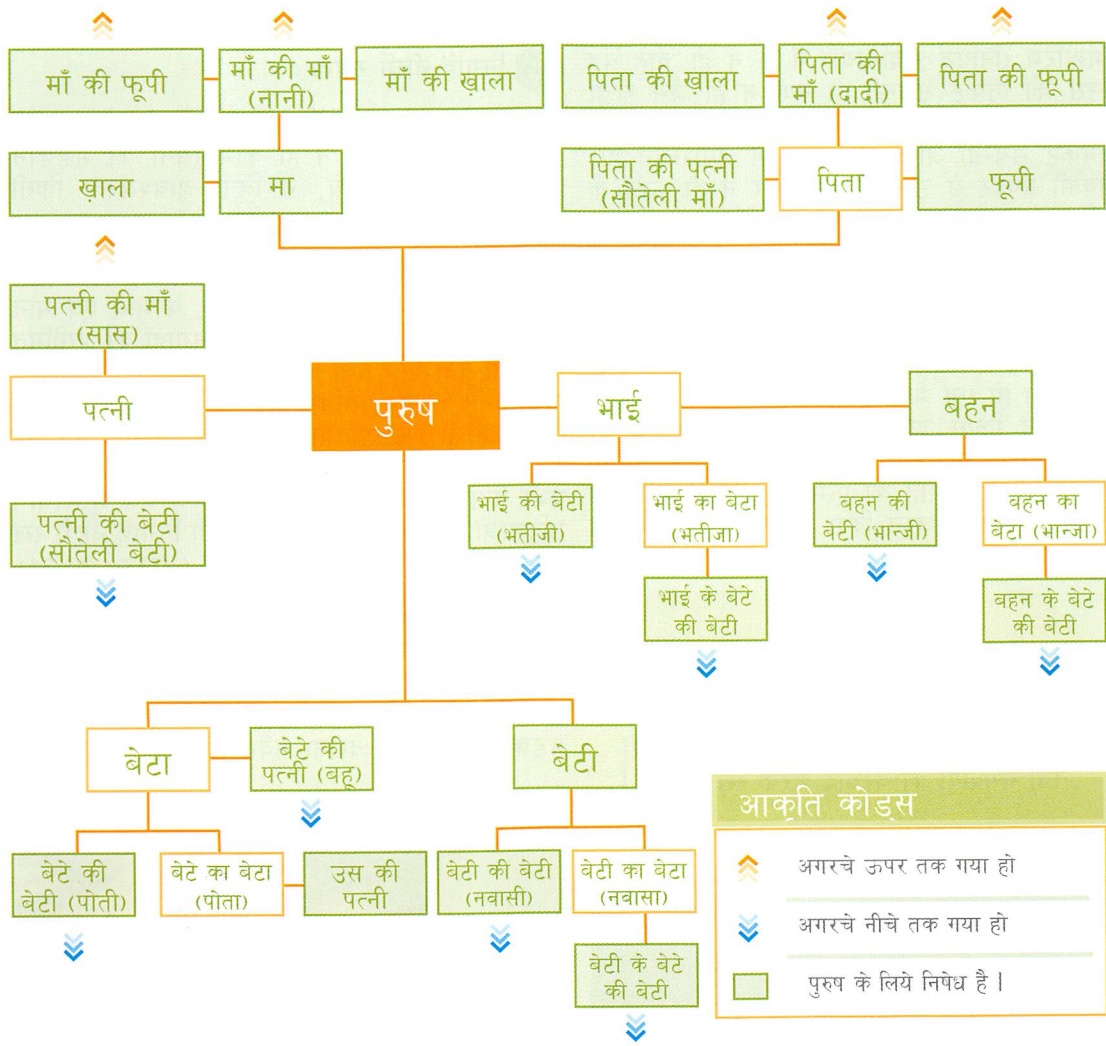 माँ की फूपी
माँ की माँ
(नानी)
माँ की ख़ाला
पिता की ख़ाला
पिता की
माँ (दादी)
पिता की फूपी
ख़ाला
मा
पिता की पत्नी
(सौतेली माँ)
पिता
फूपी
पत्नी की माँ
(सास)
पत्नी
पुरुष
भाई
बहन
पत्नी की बेटी
(सौतेली बेटी)
भाई की बेटी
(भतीजी)
भाई का बेटा
(भतीजा)
बहन की
बेटी (भान्जी)
बहन का
बेटा (भान्जा)
भाई के बेटे
की बेटी
बहन के बेटे
की बेटी
बेटा
बेटे की
पत्नी (बहू)
बेटी
बेटे की
बेटी (पोती)
बेटे का बेटा
(पोता)
उस की
पत्नी
बेटी की बेटी
(नवासी)
बेटी का बेटा
(नवासा)
बेटी के बेटे
की बेटी
आकृति कोड्स
अगरचे ऊपर तक गया हो
अगरचे नीचे तक गया हो
पुरुष के लिये निषेध है |